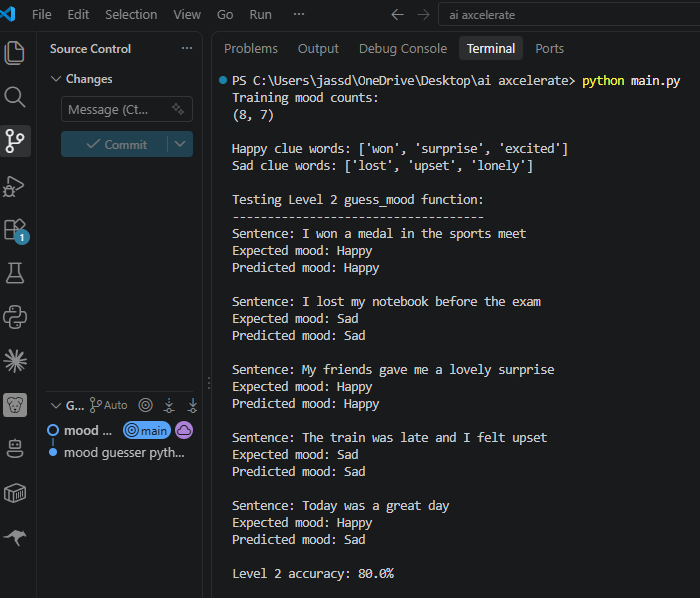 File Edit Selection View Go Run ··· ai axcelerate
Source Control ···
Changes
Message (Ct...
Commit
1
G... Auto
mood ... main
mood guesser pyth...
Problems Output Debug Console Terminal Ports
PS C:\Users\jassd\OneDrive\Desktop\ai axcelerate> python main.py
Training mood counts:
(8, 7)
Happy clue words: ['won', 'surprise', 'excited']
Sad clue words: ['lost', 'upset', 'lonely']
Testing Level 2 guess_mood function:
------------------------------------
Sentence: I won a medal in the sports meet
Expected mood: Happy
Predicted mood: Happy
Sentence: I lost my notebook before the exam
Expected mood: Sad
Predicted mood: Sad
Sentence: My friends gave me a lovely surprise
Expected mood: Happy
Predicted mood: Happy
Sentence: The train was late and I felt upset
Expected mood: Sad
Predicted mood: Sad
Sentence: Today was a great day
Expected mood: Happy
Predicted mood: Sad
Level 2 accuracy: 80.0%